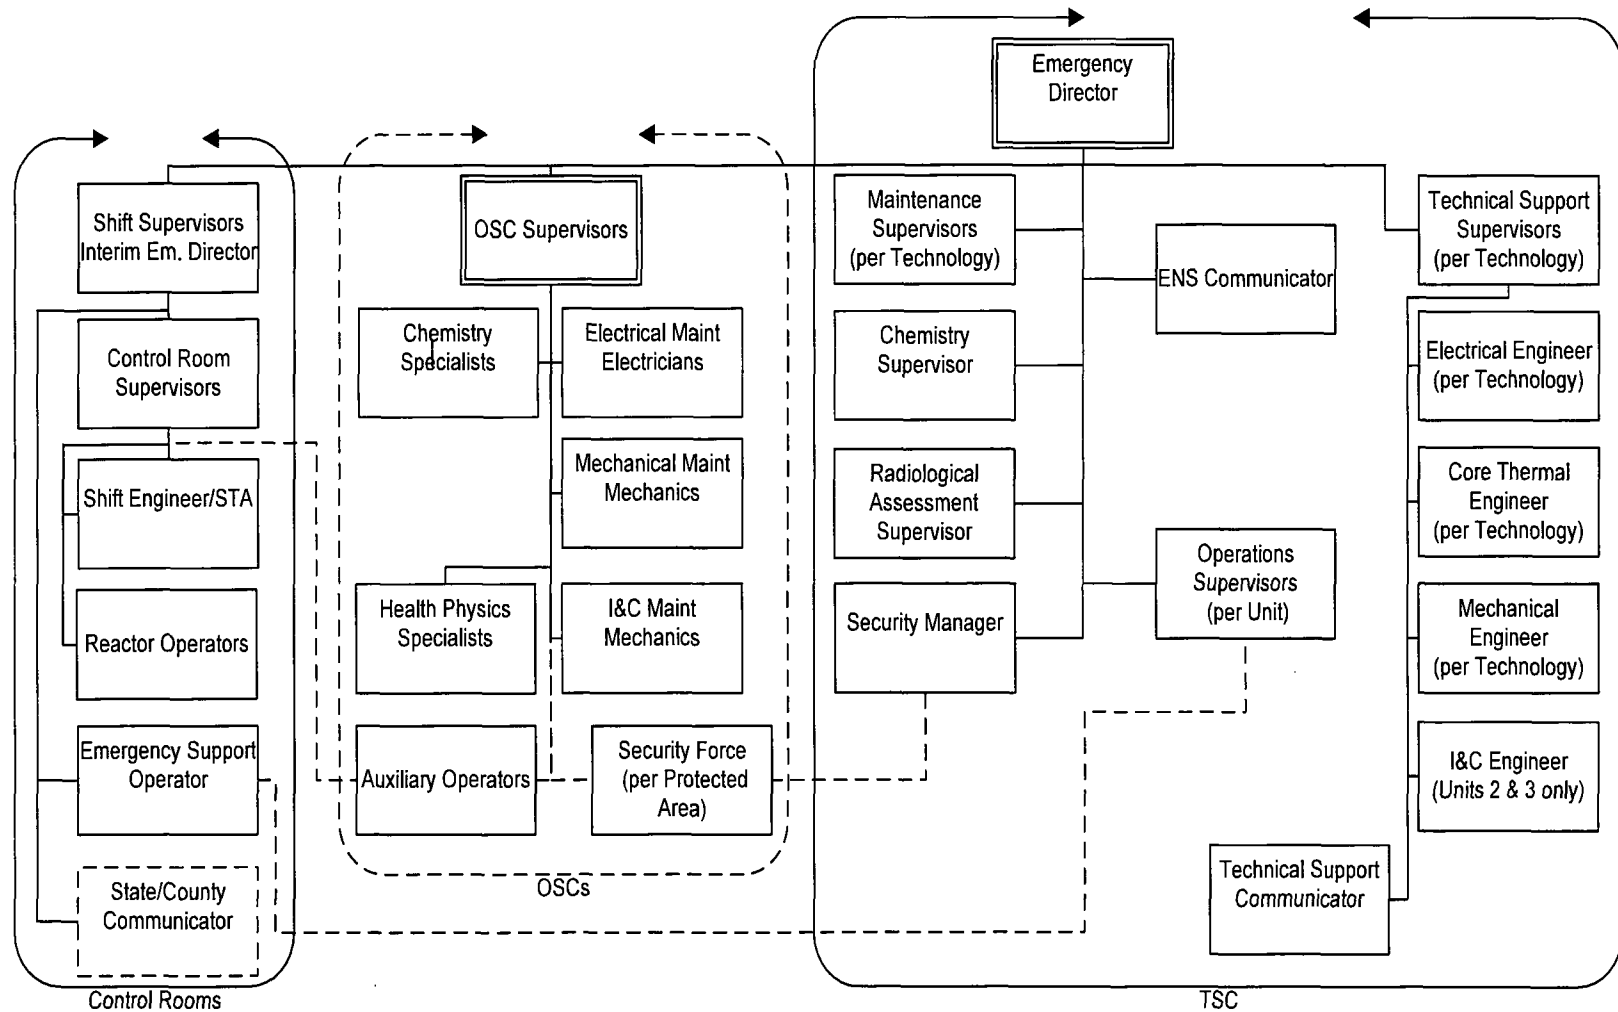 Emergency
Director
Shift Supervisors
Interim Em. Director
Control Room
Supervisors
Shift Engineer/STA
Reactor Operators
Emergency Support
Operator
State/County
Communicator
Control Rooms
OSC Supervisors
Chemistry
Specialists
Electrical Maint
Electricians
Mechanical Maint
Mechanics
Health Physics
Specialists
I&C Maint
Mechanics
Auxiliary Operators
Security Force
(per Protected
Area)
OSCs
Maintenance
Supervisors
(per Technology)
Chemistry
Supervisor
Radiological
Assessment
Supervisor
Security Manager
ENS Communicator
Operations
Supervisors
(per Unit)
Technical Support
Supervisors
(per Technology)
Electrical Engineer
(per Technology)
Core Thermal
Engineer
(per Technology)
Mechanical
Engineer
(per Technology)
I&C Engineer
(Units 2 & 3 only)
Technical Support
Communicator
TSC